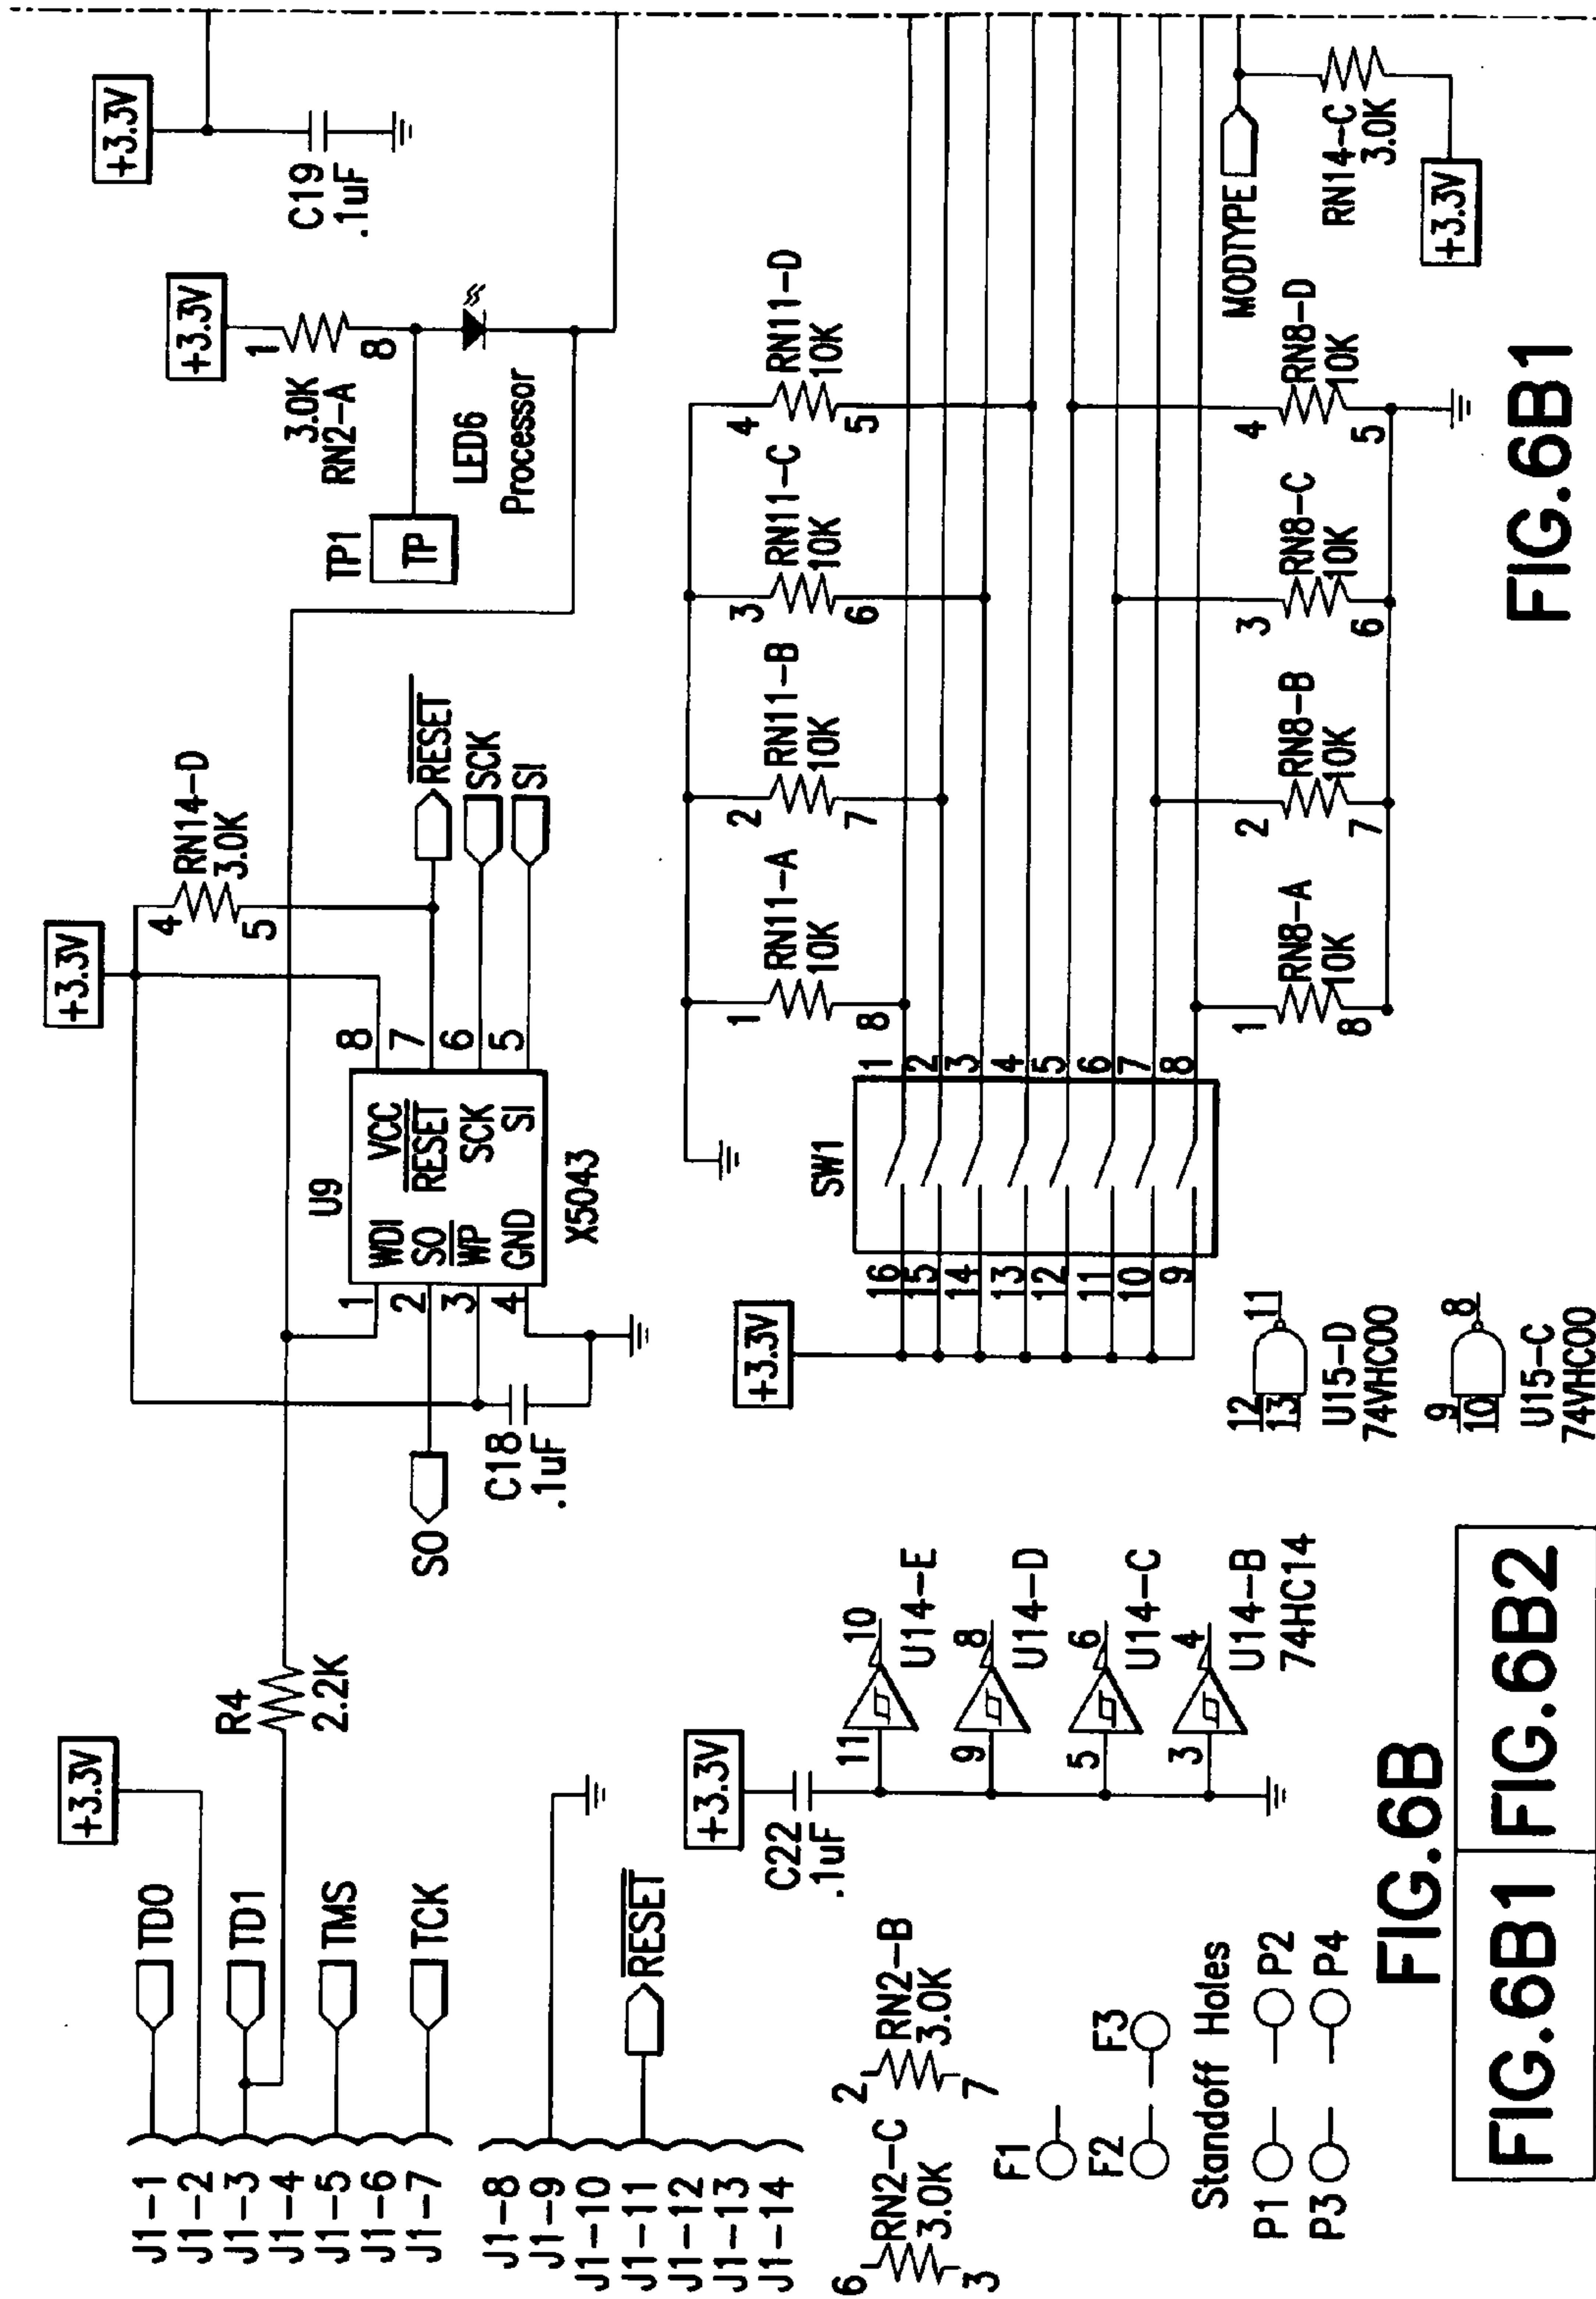 J1-1
J1-2
J1-3
J1-4
J1-5
J1-6
J1-7
TD0
TD1
TMS
TCK
+3.3V
R4
2.2K
J1-8
J1-9
J1-10
J1-11
J1-12
J1-13
J1-14
RESET
+3.3V
C22
.1uF
11
10
U14-E
9
8
U14-D
5
6
U14-C
3
4
U14-B
74HC14
6
RN2-C
3.0K
3
2
RN2-B
3.0K
7
F1
F2
F3
Standoff Holes
P1
P2
P3
P4
FIG.6B
FIG.6B1
FIG.6B2
+3.3V
4
RN14-D
3.0K
5
U9
1
WDI
VCC
8
2
SO
RESET
7
3
WP
SCK
6
4
GND
SI
5
X5043
SO
C18
.1uF
RESET
SCK
SI
+3.3V
1
3.0K
RN2-A
8
TP1
TP
LED6
Processor
+3.3V
C19
.1uF
1
RN11-A
10K
8
2
RN11-B
10K
7
3
RN11-C
10K
6
4
RN11-D
10K
5
+3.3V
SW1
16
1
15
2
14
3
13
4
12
5
11
6
10
7
9
8
1
RN8-A
10K
8
2
RN8-B
10K
7
3
RN8-C
10K
6
4
RN8-D
10K
5
MODTYPE
RN14-C
3.0K
+3.3V
12
13
11
U15-D
74VHC00
9
10
8
U15-C
74VHC00
FIG.6B1